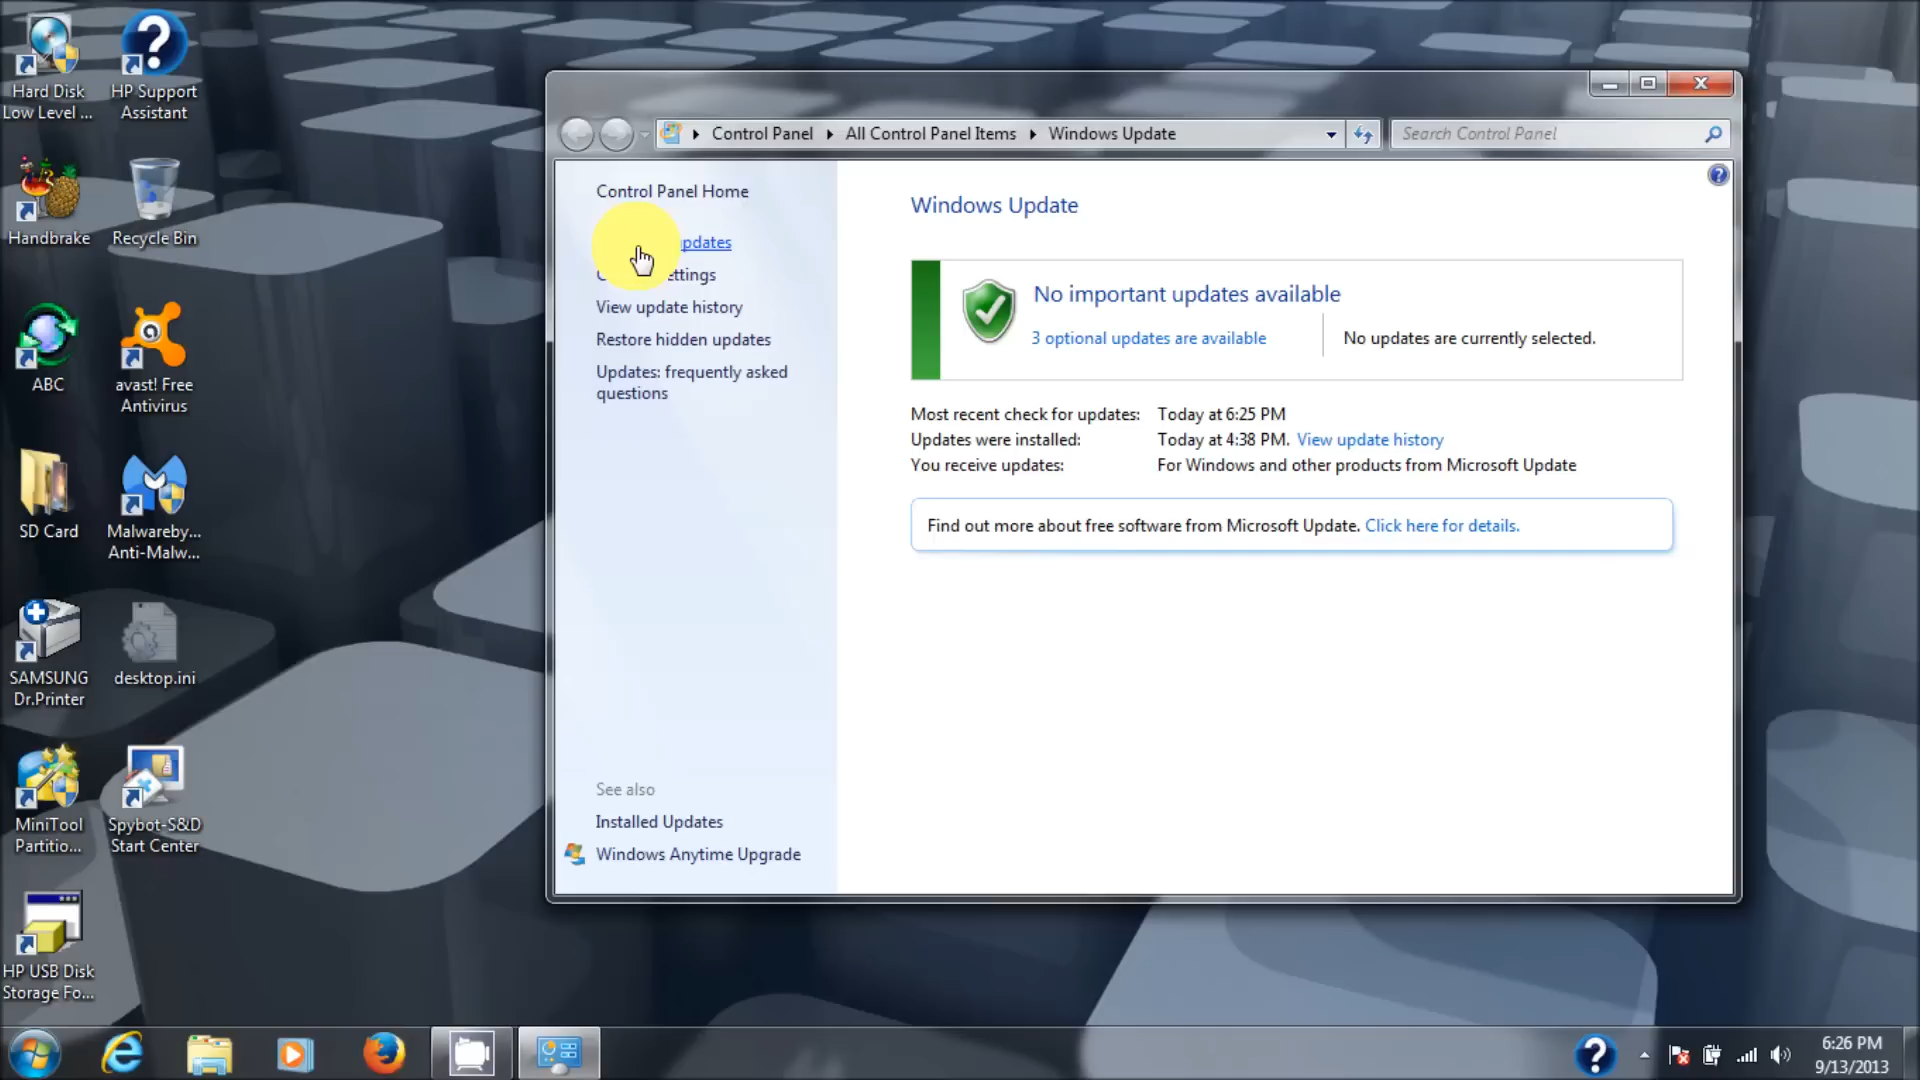 Hard Disk
Low Level ...
HP Support
Assistant
Handbrake
Recycle Bin
ABC
avast! Free
Antivirus
SD Card
Malwareby...
Anti-Malw...
SAMSUNG
Dr.Printer
desktop.ini
MiniTool
Partitio...
Spybot-S&D
Start Center
HP USB Disk
Storage Fo...
Control Panel
All Control Panel Items
Windows Update
Search Control Panel
Control Panel Home
updates
View update history
Restore hidden updates
Updates: frequently asked
questions
See also
Installed Updates
Windows Anytime Upgrade
Windows Update
No important updates available
3 optional updates are available
No updates are currently selected.
Most recent check for updates: Today at 6:25 PM
Updates were installed: Today at 4:38 PM. View update history
You receive updates: For Windows and other products from Microsoft Update
Find out more about free software from Microsoft Update. Click here for details.
6:26 PM
9/13/2013